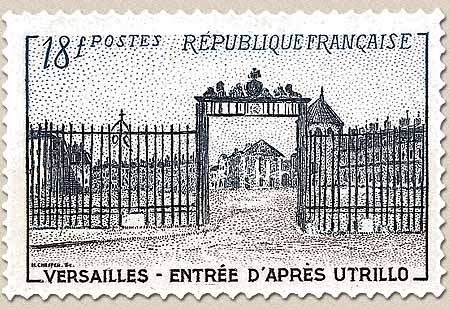 18f POSTES RÉPUBLIQUE FRANÇAISE
VERSAILLES - ENTRÉE D'APRÈS UTRILLO